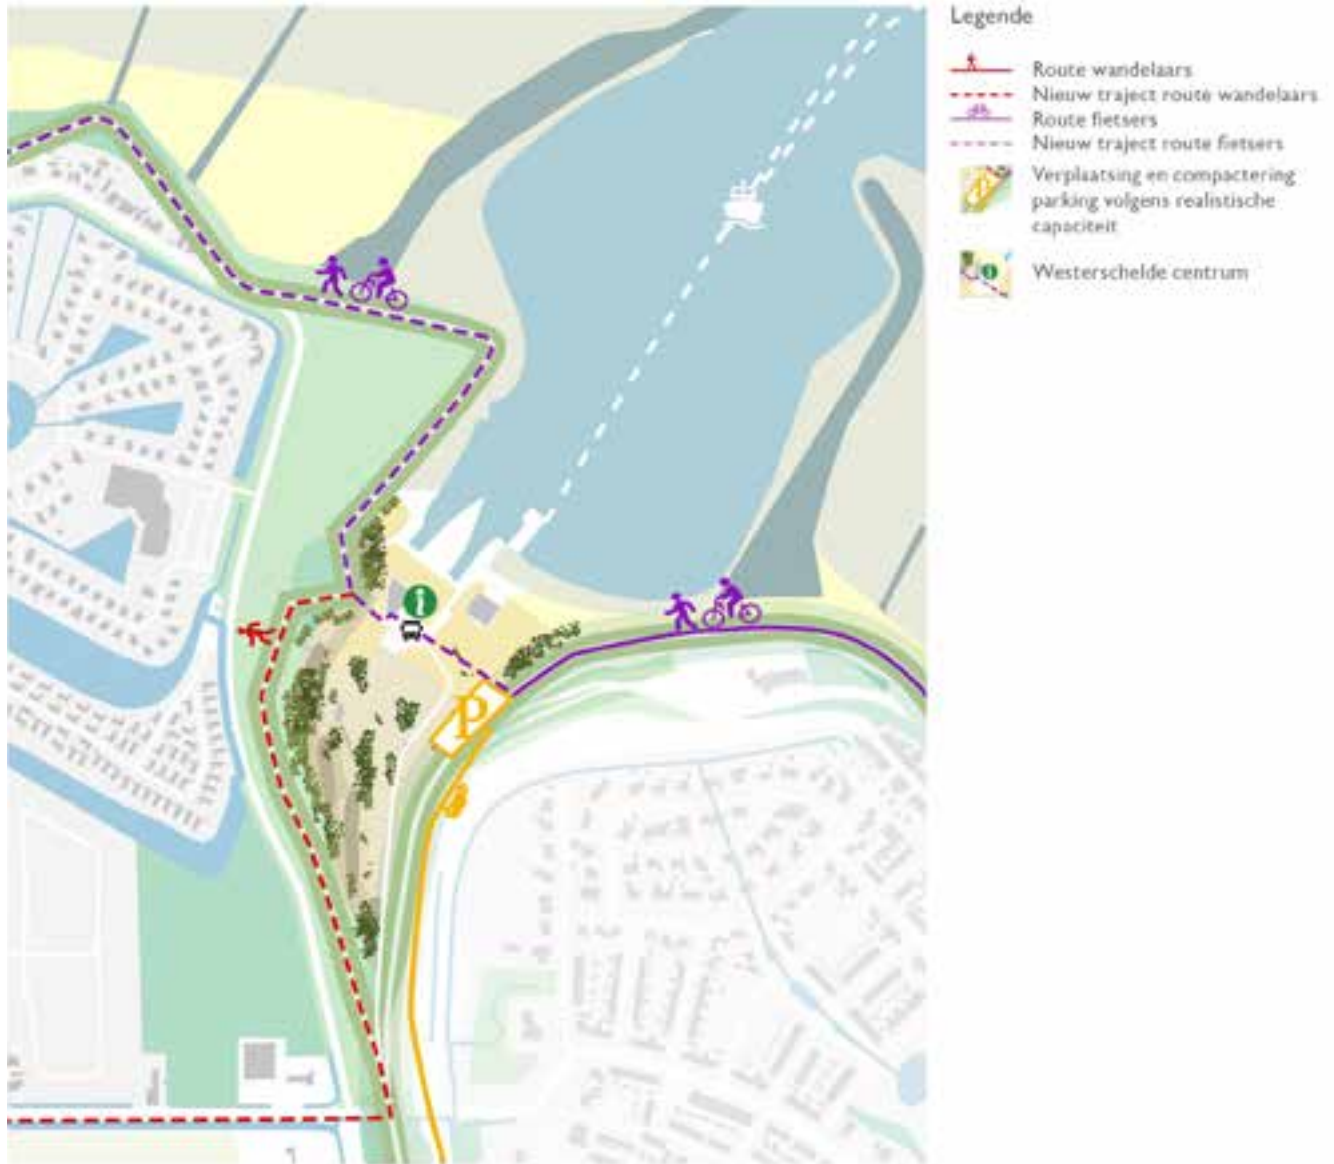 Legende
Route wandelaars
Nieuw traject route wandelaars
Route fietsers
Nieuw traject route fietsers
Verplaatsing en compactering
parking volgens realistische
capaciteit
Westerschelde centrum
i
P